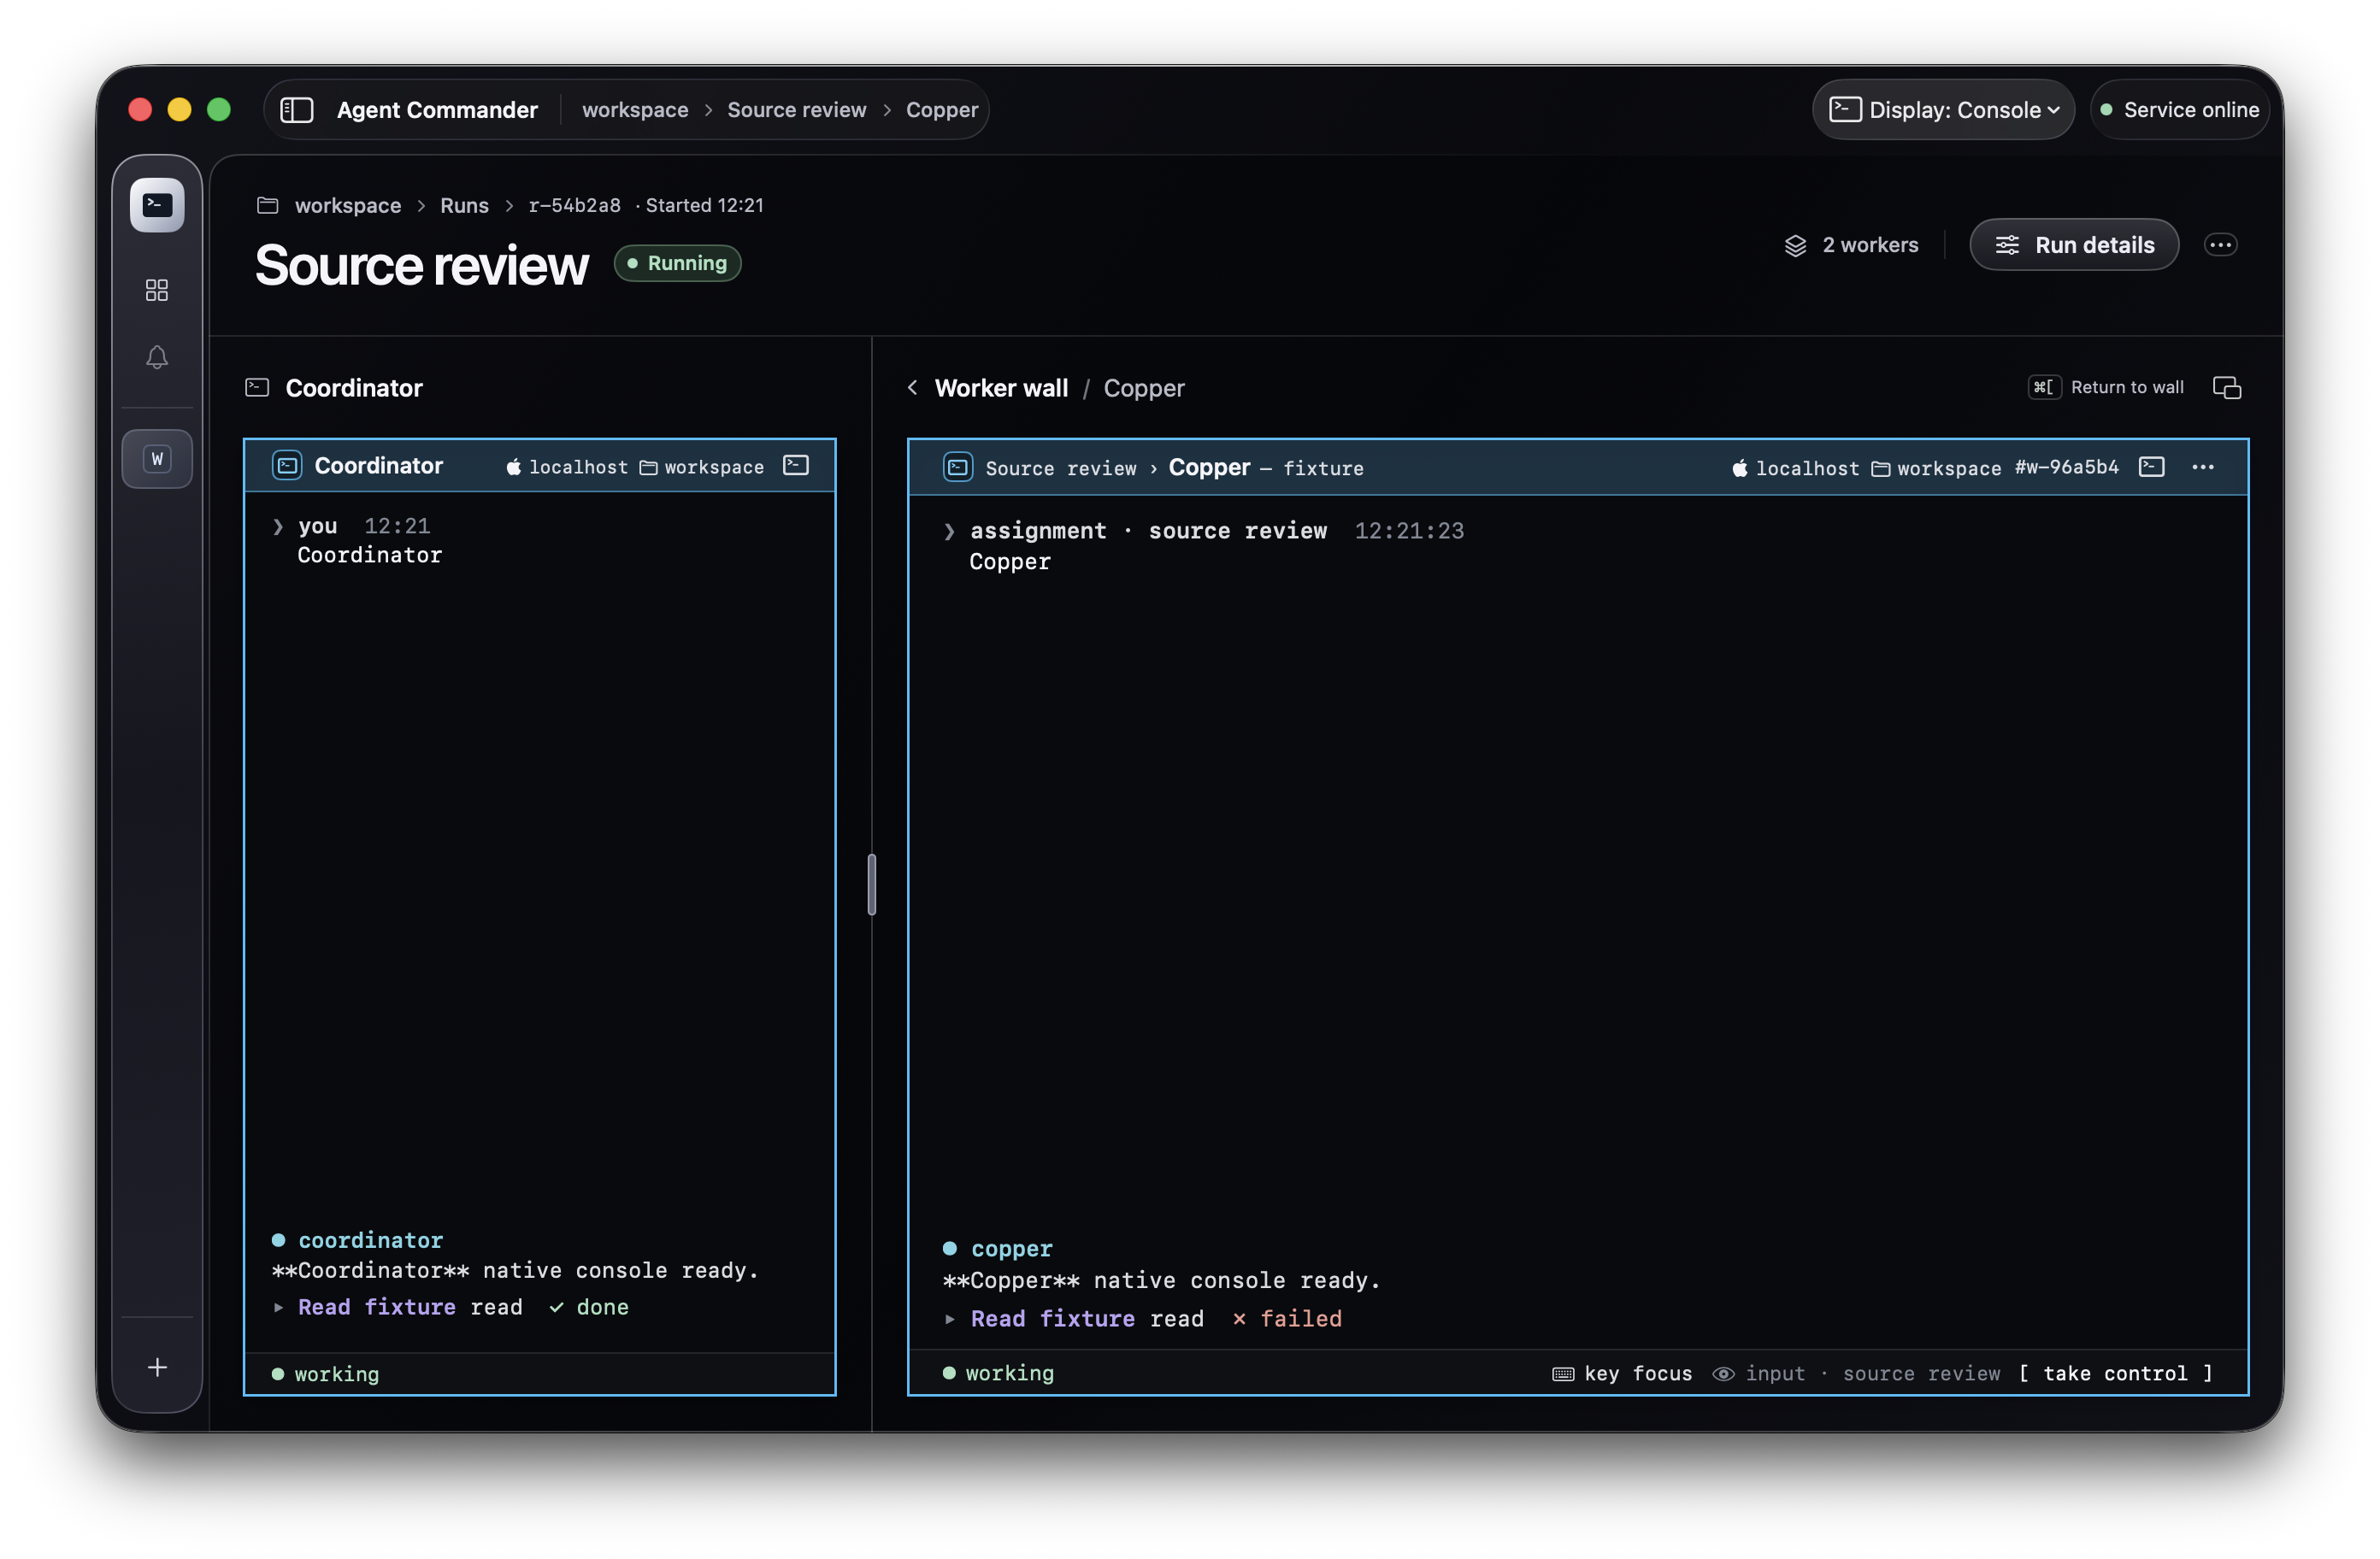 Agent Commander workspace > Source review > Copper
Display: Console
Service online
workspace > Runs > r-54b2a8 · Started 12:21
Source review
Running
2 workers
Run details
W
Coordinator
Coordinator localhost workspace
❯ you 12:21
Coordinator
coordinator
**Coordinator** native console ready.
▸ Read fixture read ✓ done
working
Worker wall / Copper
⌘[ Return to wall
Source review › Copper — fixture localhost workspace #w-96a5b4
❯ assignment · source review 12:21:23
Copper
copper
**Copper** native console ready.
▸ Read fixture read × failed
working
key focus input · source review [ take control ]